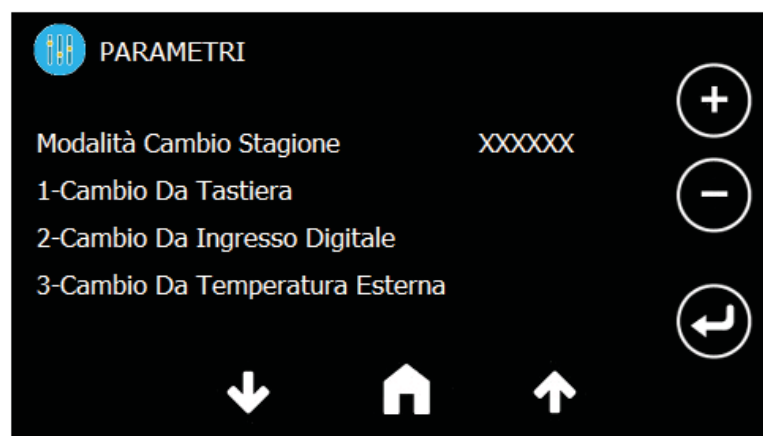 PARAMETRI
Modalità Cambio Stagione XXXXXX
1-Cambio Da Tastiera
2-Cambio Da Ingresso Digitale
3-Cambio Da Temperatura Esterna